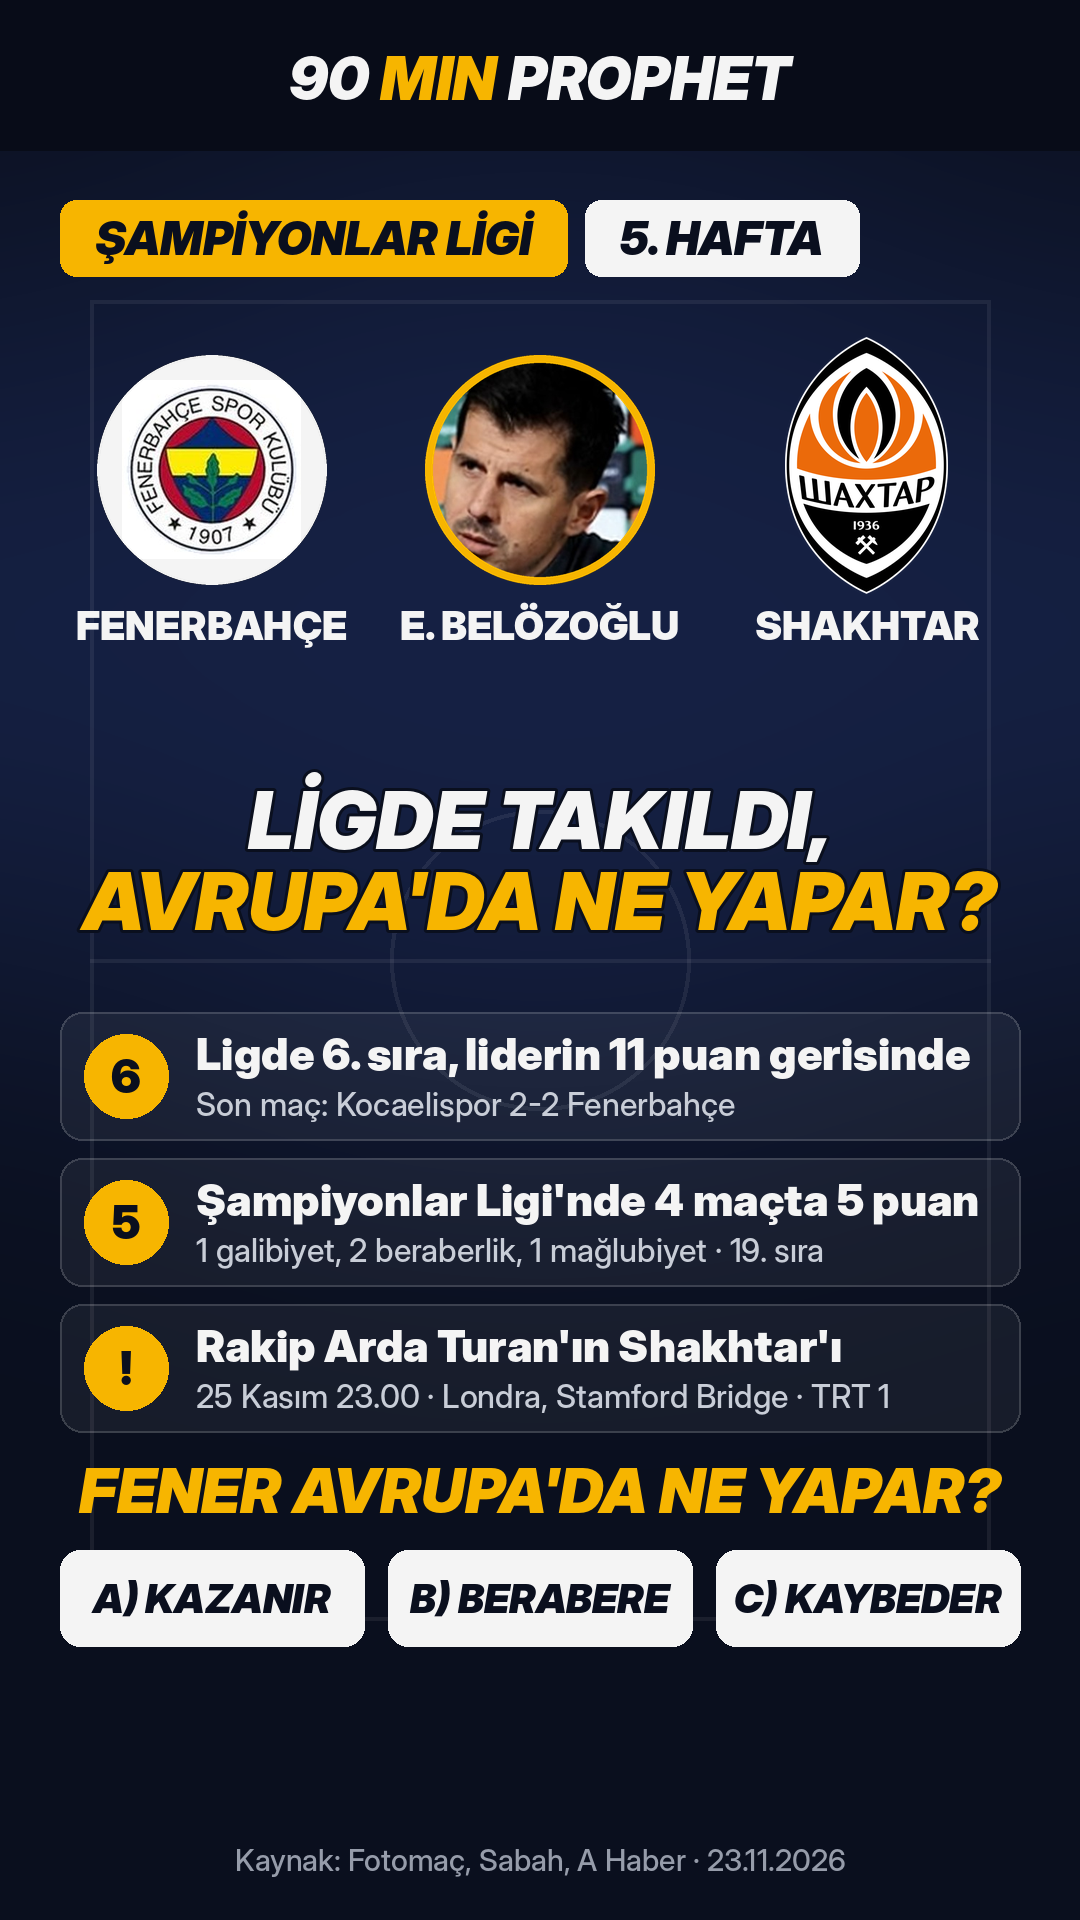 90 MIN PROPHET
ŞAMPİYONLAR LİGİ
5. HAFTA
FENERBAHÇE SPOR KULÜBÜ
★ 1907 ★
ШАХТАР
1936
FENERBAHÇE
E. BELÖZOĞLU
SHAKHTAR
LİGDE TAKILDI,
AVRUPA'DA NE YAPAR?
6
Ligde 6. sıra, liderin 11 puan gerisinde
Son maç: Kocaelispor 2-2 Fenerbahçe
5
Şampiyonlar Ligi'nde 4 maçta 5 puan
1 galibiyet, 2 beraberlik, 1 mağlubiyet · 19. sıra
!
Rakip Arda Turan'ın Shakhtar'ı
25 Kasım 23.00 · Londra, Stamford Bridge · TRT 1
FENER AVRUPA'DA NE YAPAR?
A) KAZANIR
B) BERABERE
C) KAYBEDER
Kaynak: Fotomaç, Sabah, A Haber · 23.11.2026